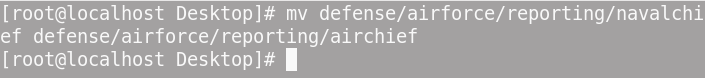 [root@localhost Desktop]# mv defense/airforce/reporting/navalchi
ef defense/airforce/reporting/airchief
[root@localhost Desktop]#